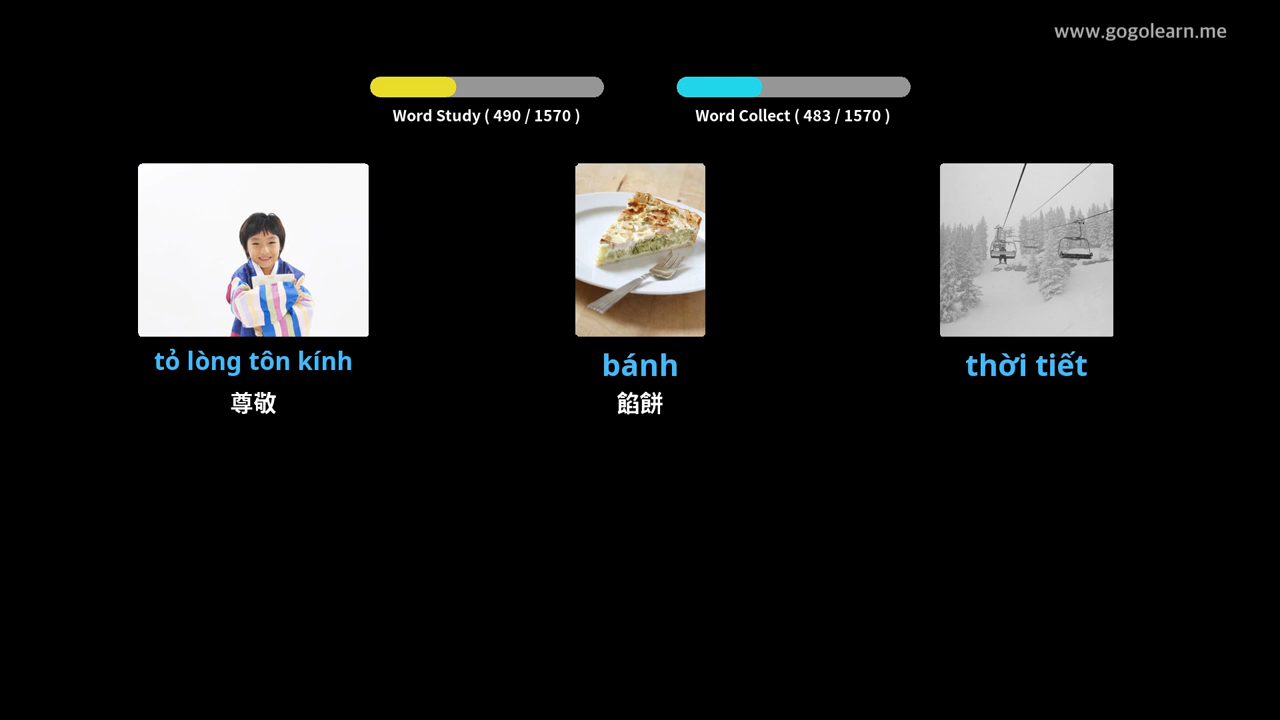 www.gogolearn.me
Word Study ( 490 / 1570 )
Word Collect ( 483 / 1570 )
tỏ lòng tôn kính
尊敬
bánh
餡餅
thời tiết